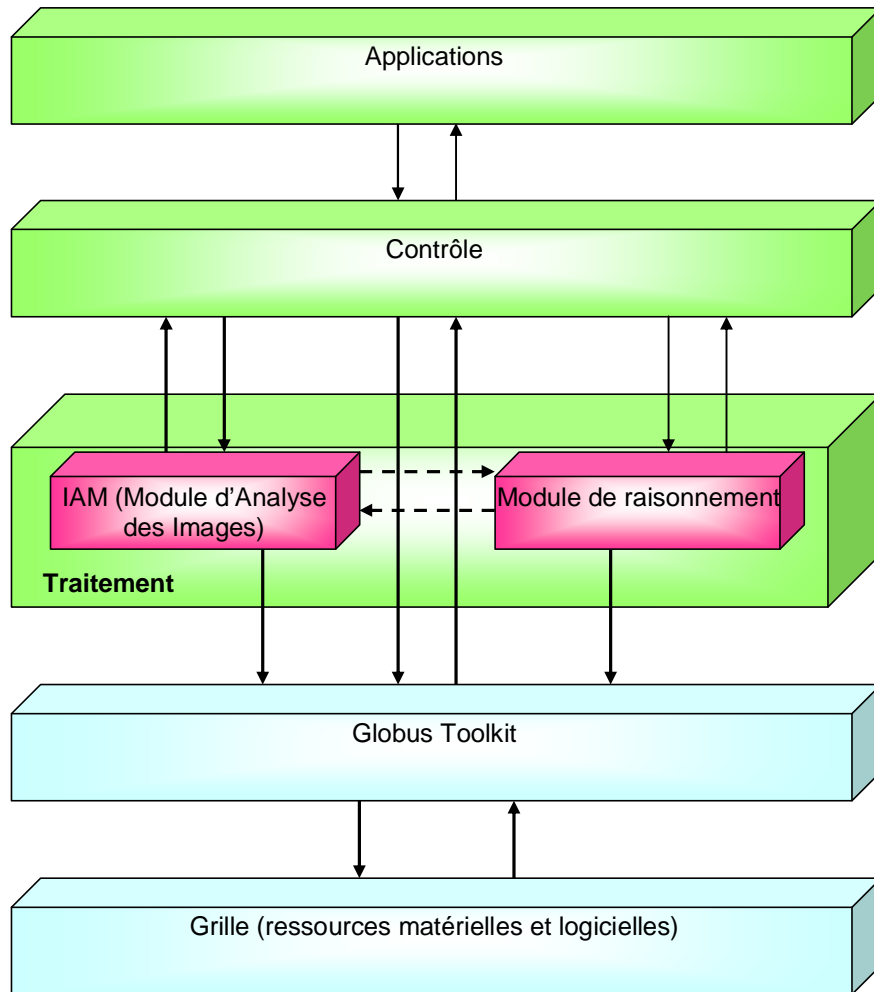 Applications
Contrôle
IAM (Module d'Analyse
des Images)
Module de raisonnement
Traitement
Globus Toolkit
Grille (ressources matérielles et logicielles)